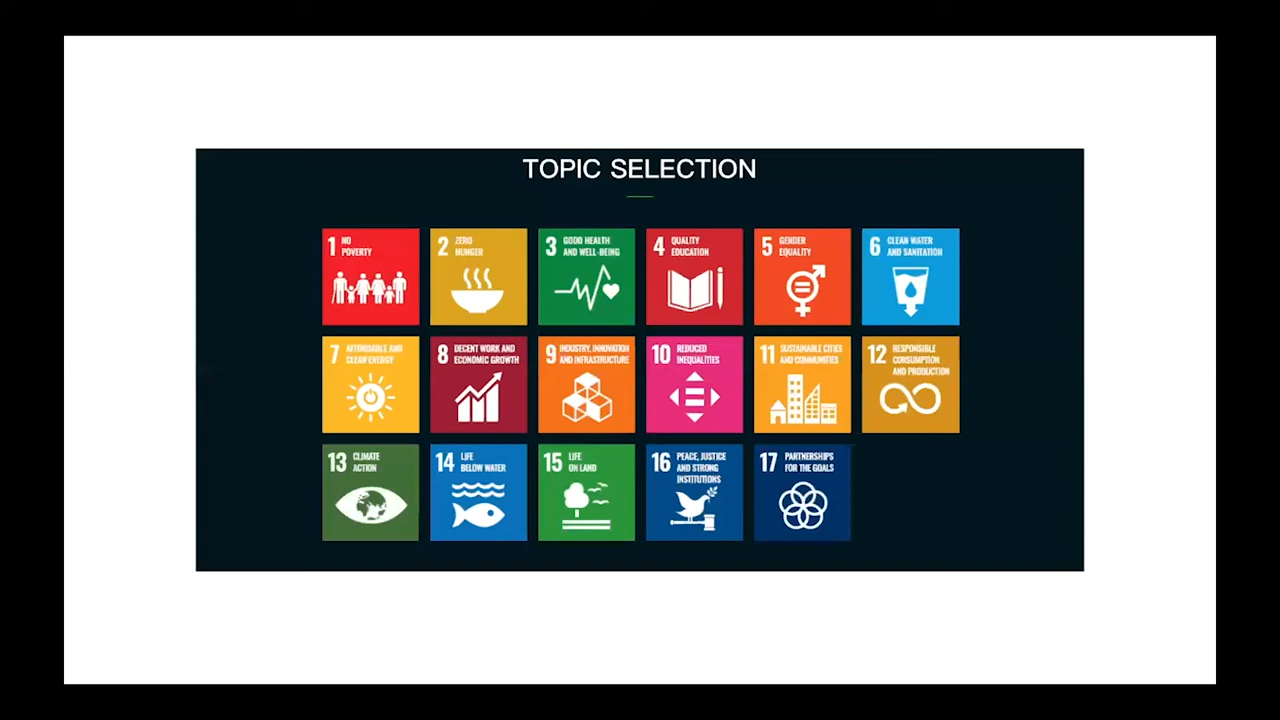 TOPIC SELECTION
1 NO
POVERTY
2 ZERO
HUNGER
3 GOOD HEALTH
AND WELL-BEING
4 QUALITY
EDUCATION
5 GENDER
EQUALITY
6 CLEAN WATER
AND SANITATION
7 AFFORDABLE AND
CLEAN ENERGY
8 DECENT WORK AND
ECONOMIC GROWTH
9 INDUSTRY, INNOVATION
AND INFRASTRUCTURE
10 REDUCED
INEQUALITIES
11 SUSTAINABLE CITIES
AND COMMUNITIES
12 RESPONSIBLE
CONSUMPTION
AND PRODUCTION
13 CLIMATE
ACTION
14 LIFE
BELOW WATER
15 LIFE
ON LAND
16 PEACE, JUSTICE
AND STRONG
INSTITUTIONS
17 PARTNERSHIPS
FOR THE GOALS